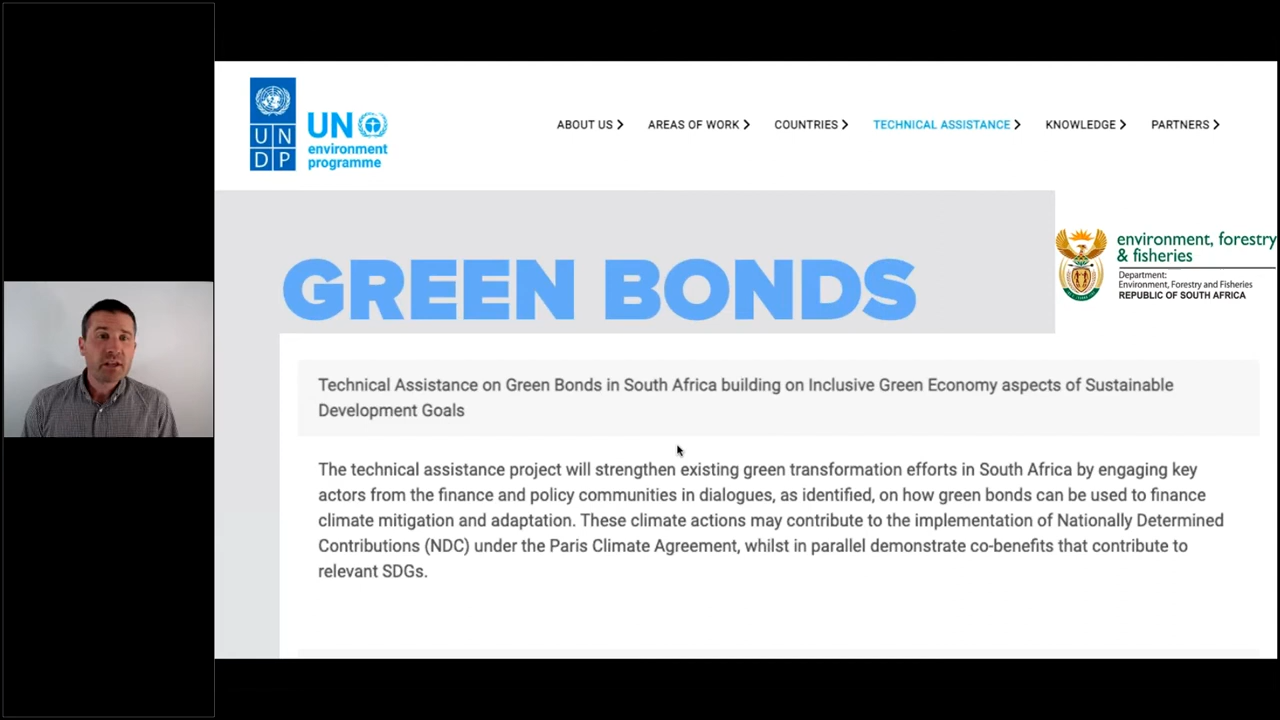 UN
DP
UN
environment
programme
ABOUT US
AREAS OF WORK
COUNTRIES
TECHNICAL ASSISTANCE
KNOWLEDGE
PARTNERS
environment, forestry
& fisheries
Department:
Environment, Forestry and Fisheries
REPUBLIC OF SOUTH AFRICA
GREEN BONDS
Technical Assistance on Green Bonds in South Africa building on Inclusive Green Economy aspects of Sustainable
Development Goals
The technical assistance project will strengthen existing green transformation efforts in South Africa by engaging key
actors from the finance and policy communities in dialogues, as identified, on how green bonds can be used to finance
climate mitigation and adaptation. These climate actions may contribute to the implementation of Nationally Determined
Contributions (NDC) under the Paris Climate Agreement, whilst in parallel demonstrate co-benefits that contribute to
relevant SDGs.